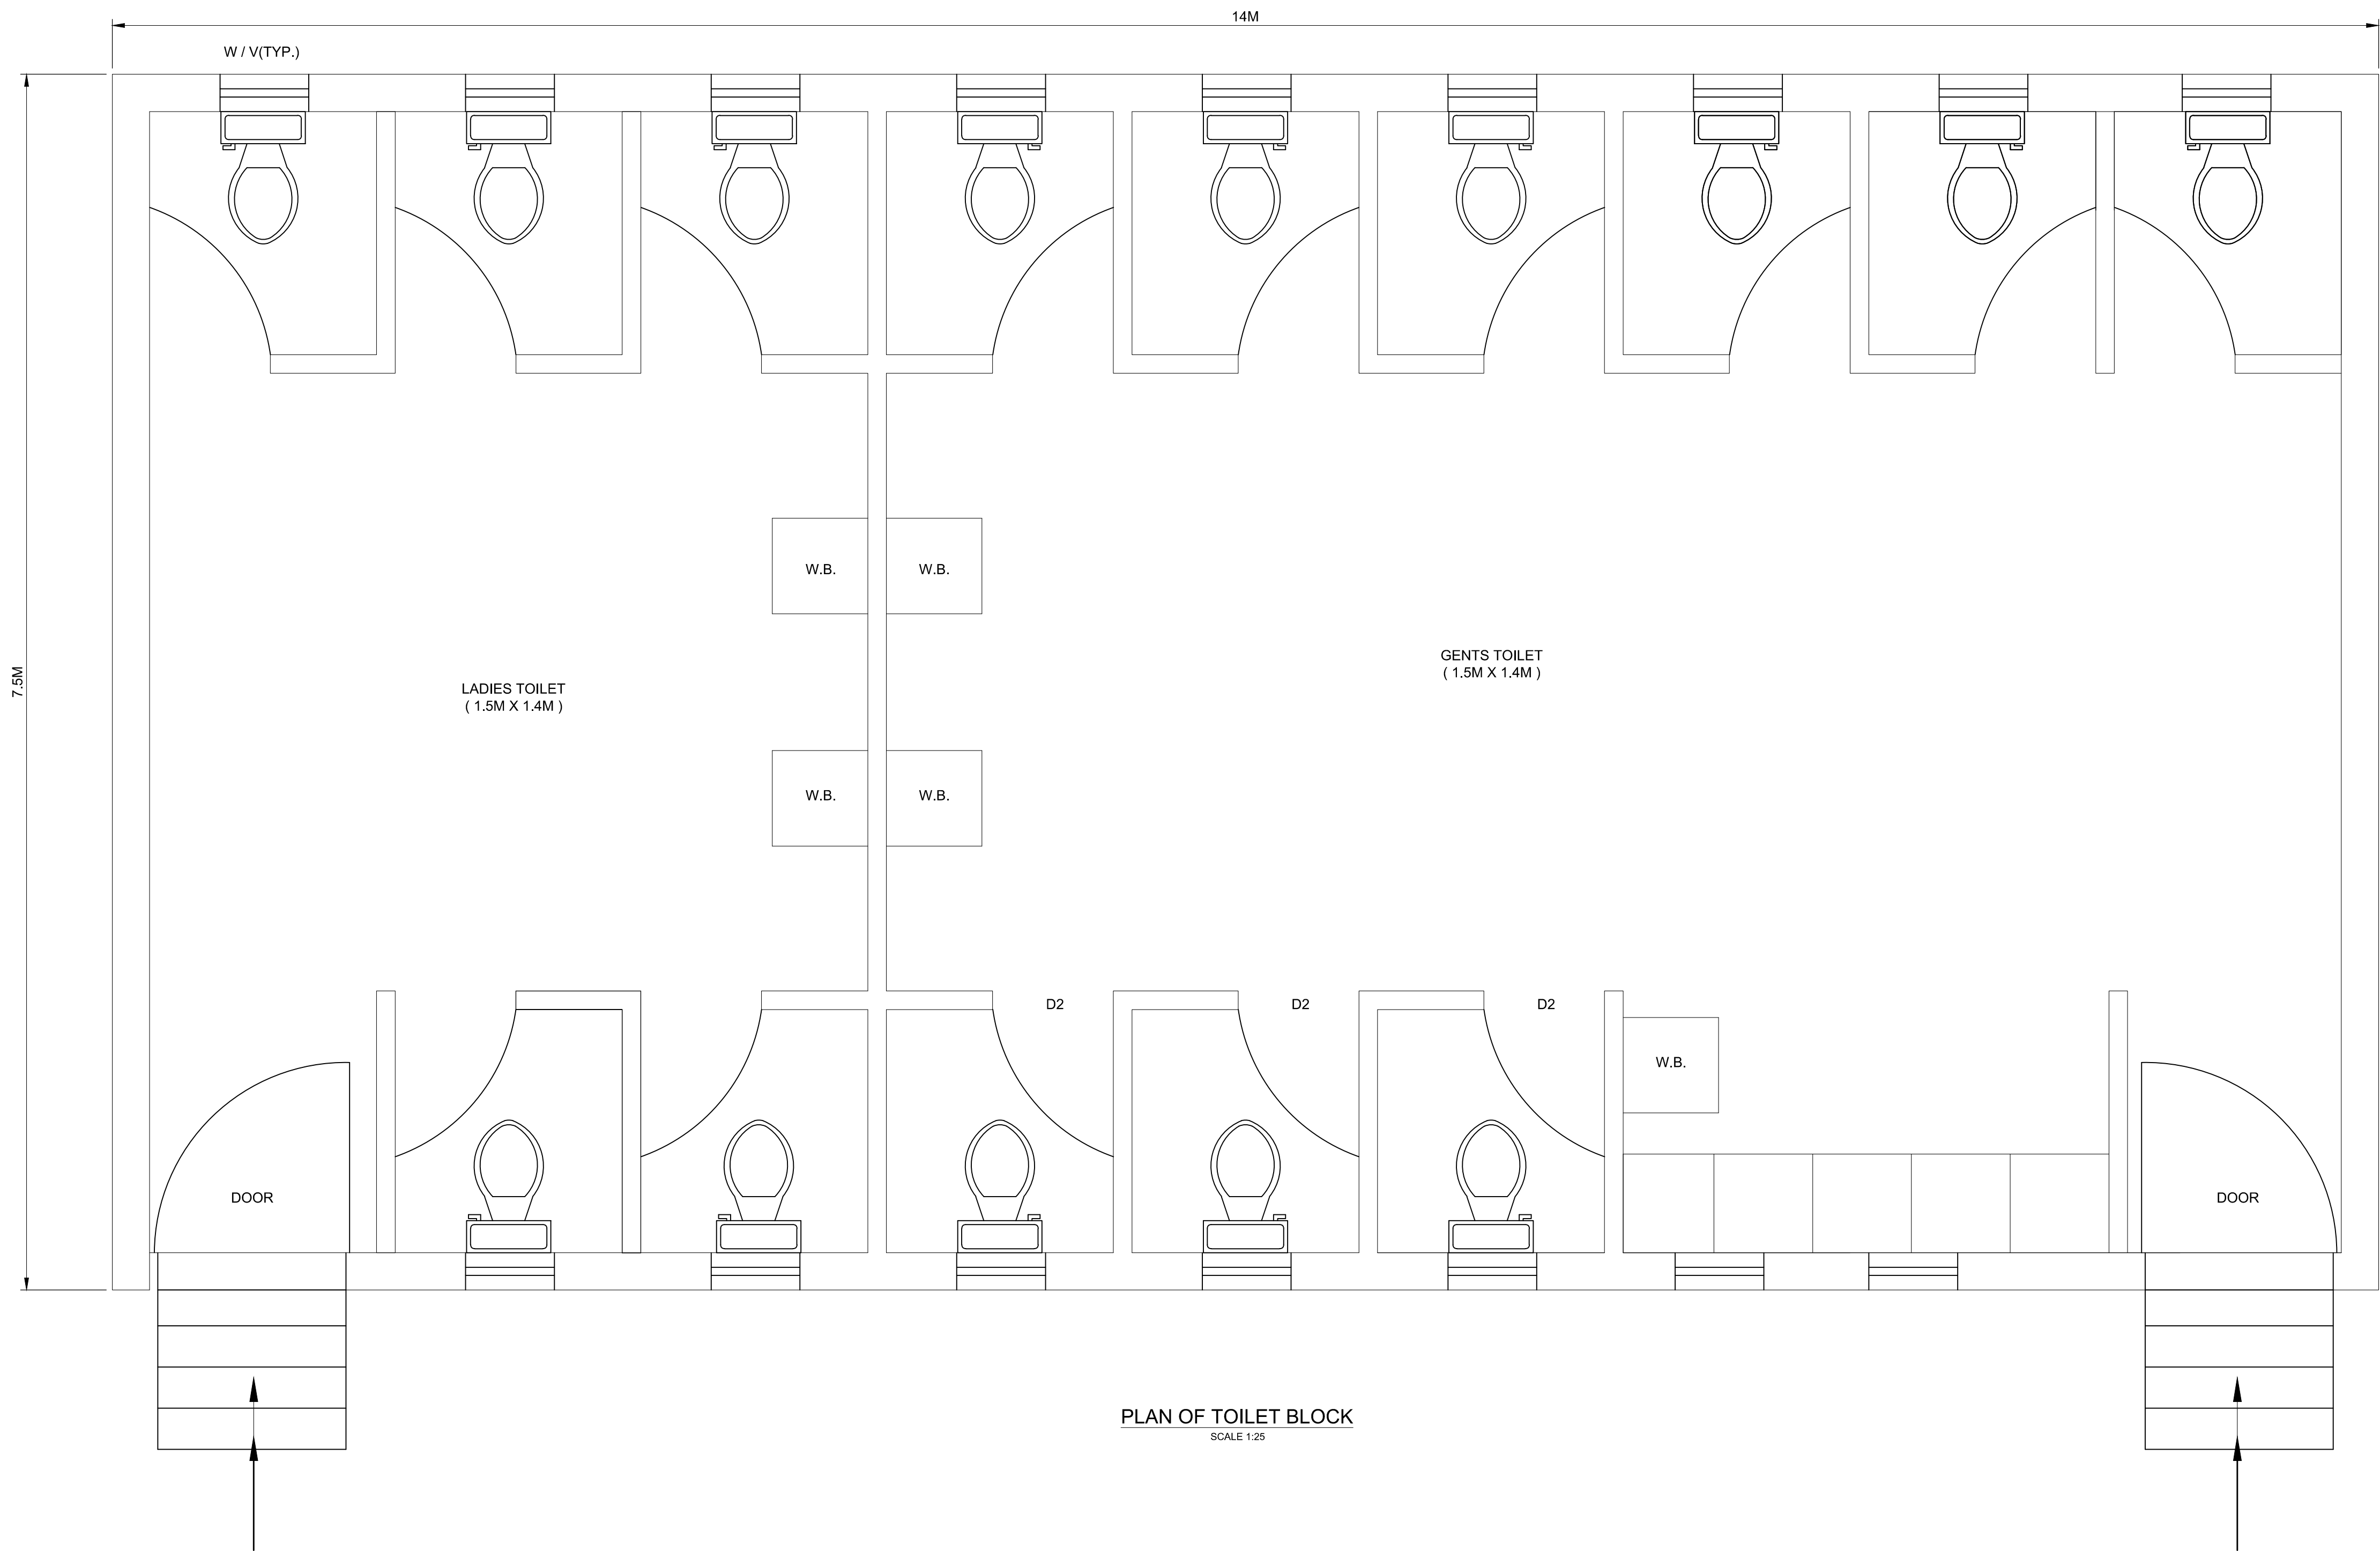 14M
W / V(TYP.)
7.5M
W.B.
W.B.
GENTS TOILET
( 1.5M X 1.4M )
LADIES TOILET
( 1.5M X 1.4M )
W.B.
W.B.
D2
D2
D2
W.B.
DOOR
DOOR
PLAN OF TOILET BLOCK
SCALE 1:25